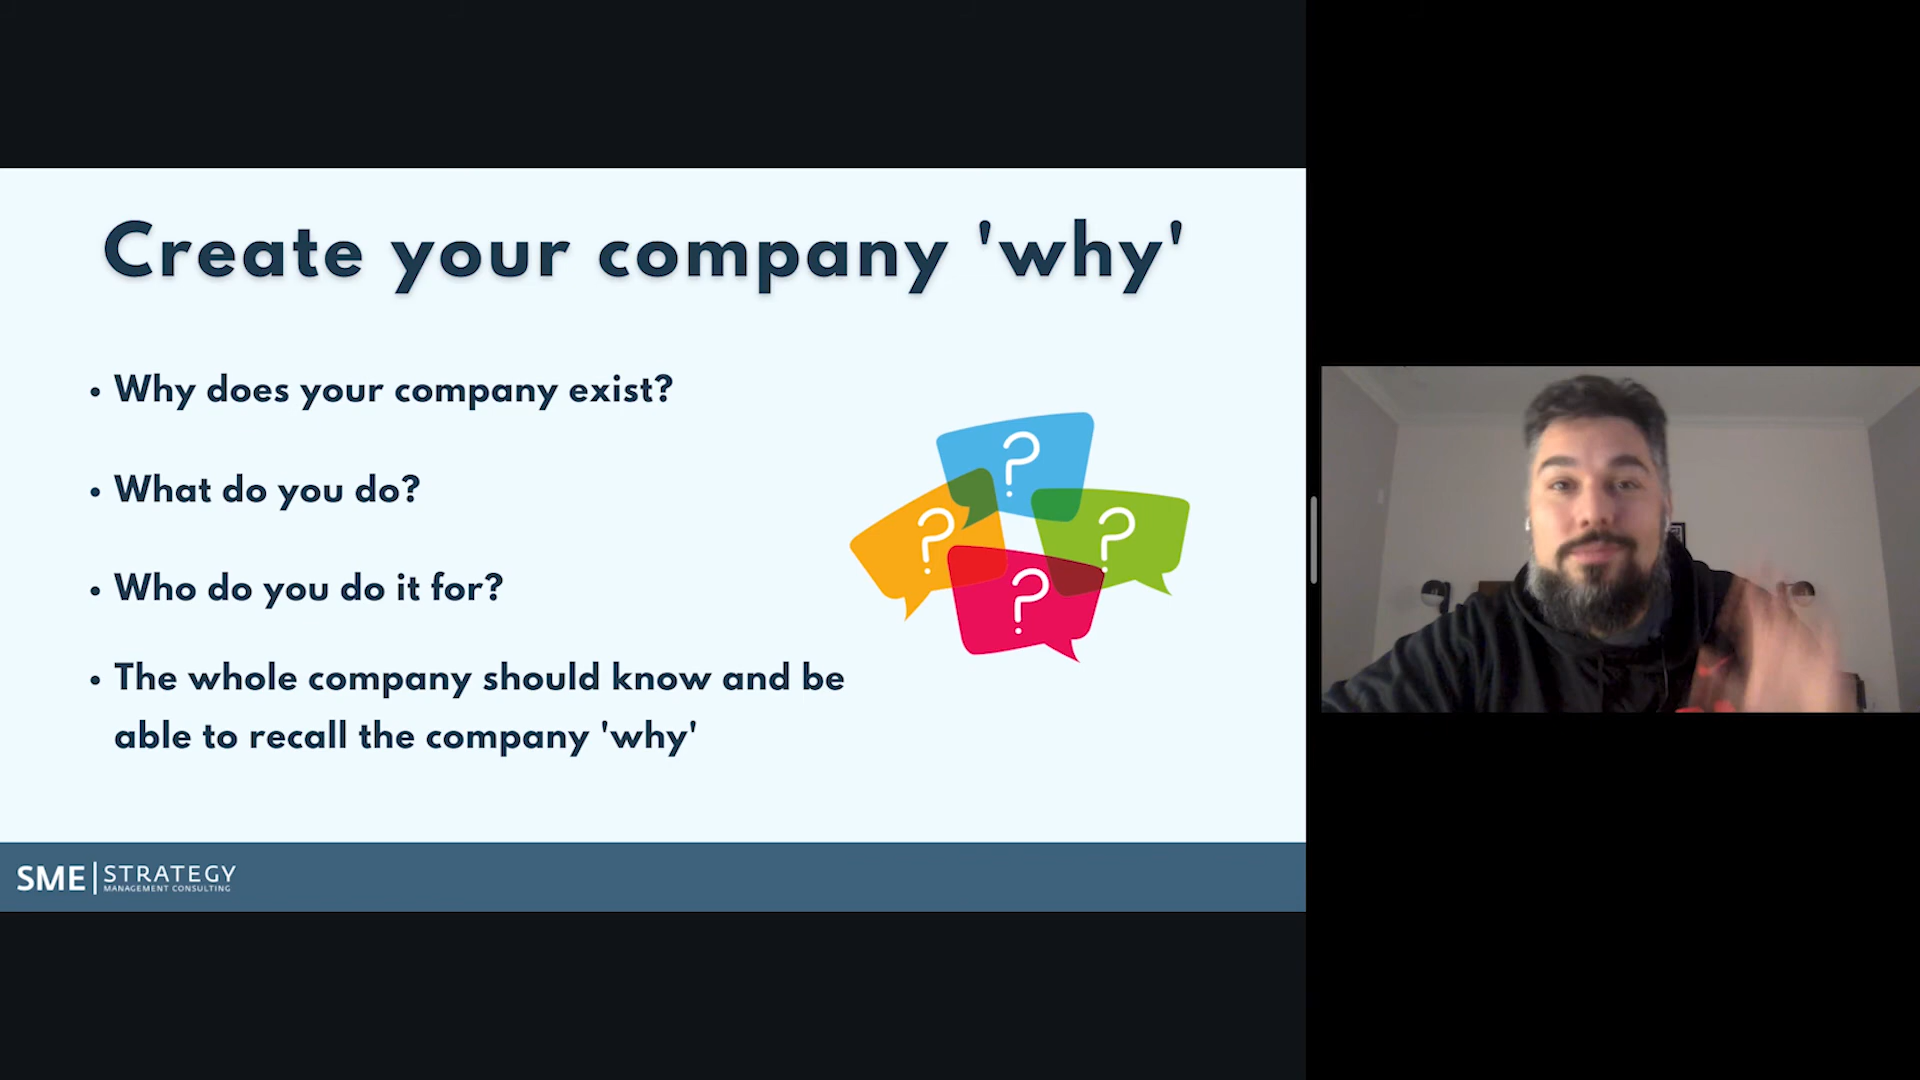 Create your company 'why'
• Why does your company exist?
• What do you do?
• Who do you do it for?
• The whole company should know and be
able to recall the company 'why'
?
?
?
?
SME | STRATEGY
MANAGEMENT CONSULTING